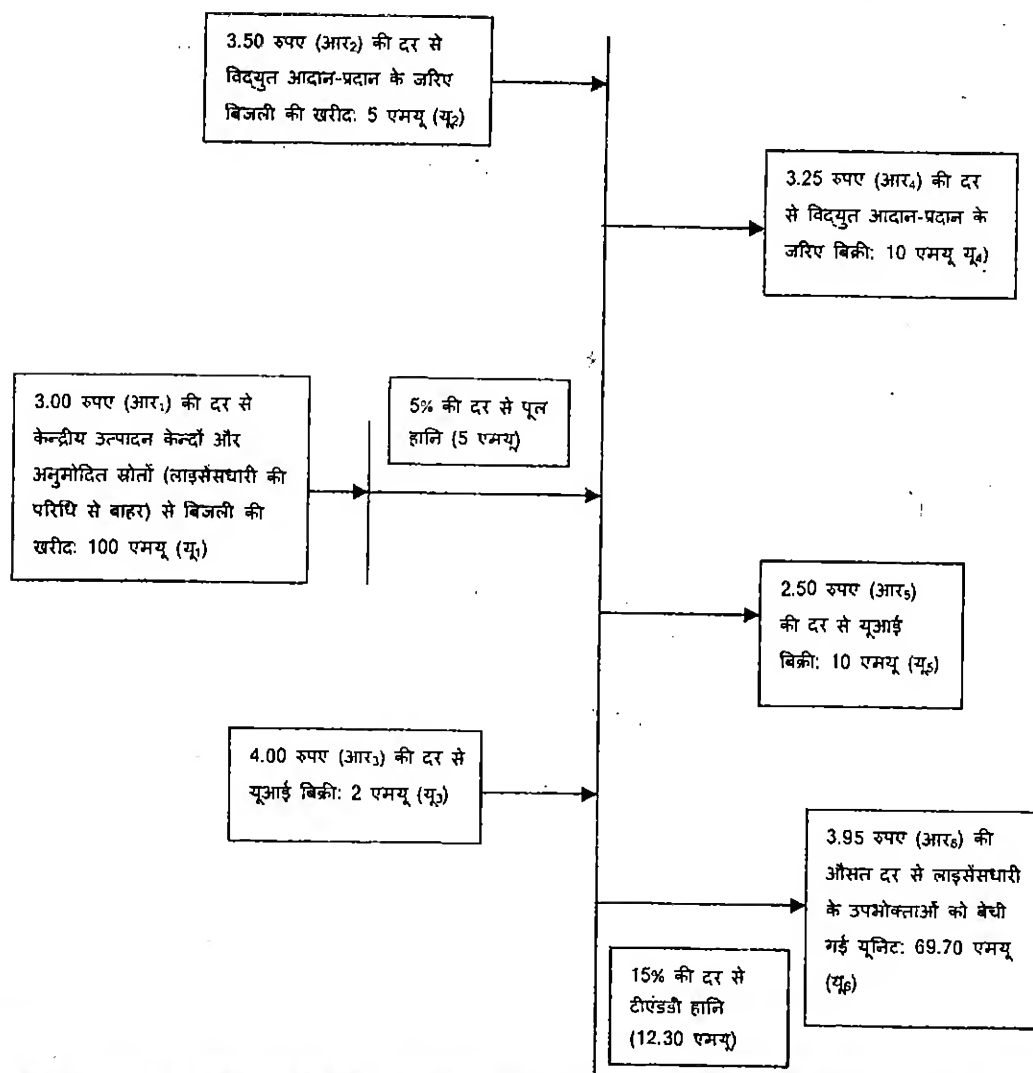 3.50 रुपए (आर₂) की दर से
विद्युत आदान-प्रदान के जरिए
बिजली की खरीद: 5 एमयू (यू₂)
3.25 रुपए (आर₄) की दर
से विद्युत आदान-प्रदान के
जरिए बिक्री: 10 एमयू यू₄)
3.00 रुपए (आर₁) की दर से
केन्द्रीय उत्पादन केन्दों और
अनुमोदित स्रोतों (लाइसेंसधारी की
परिधि से बाहर) से बिजली की
खरीद: 100 एमयू (यू₁)
5% की दर से पूल
हानि (5 एमयू)
2.50 रुपए (आर₅)
की दर से यूआई
बिक्री: 10 एमयू (यू₅)
4.00 रुपए (आर₃) की दर से
यूआई बिक्री: 2 एमयू (यू₃)
3.95 रुपए (आर₆) की
औसत दर से लाइसेंसधारी
के उपभोक्ताओं को बेची
गई यूनिट: 69.70 एमयू
(यू₆)
15% की दर से
टीएंडडी हानि
(12.30 एमयू)